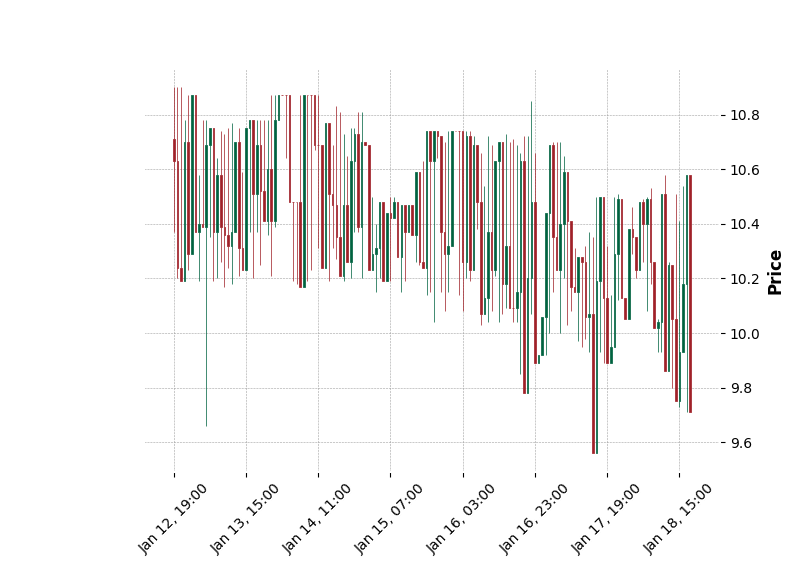 10.8
10.6
10.4
10.2
10.0
9.8
9.6
Price
Jan 12, 19:00
Jan 13, 15:00
Jan 14, 11:00
Jan 15, 07:00
Jan 16, 03:00
Jan 16, 23:00
Jan 17, 19:00
Jan 18, 15:00